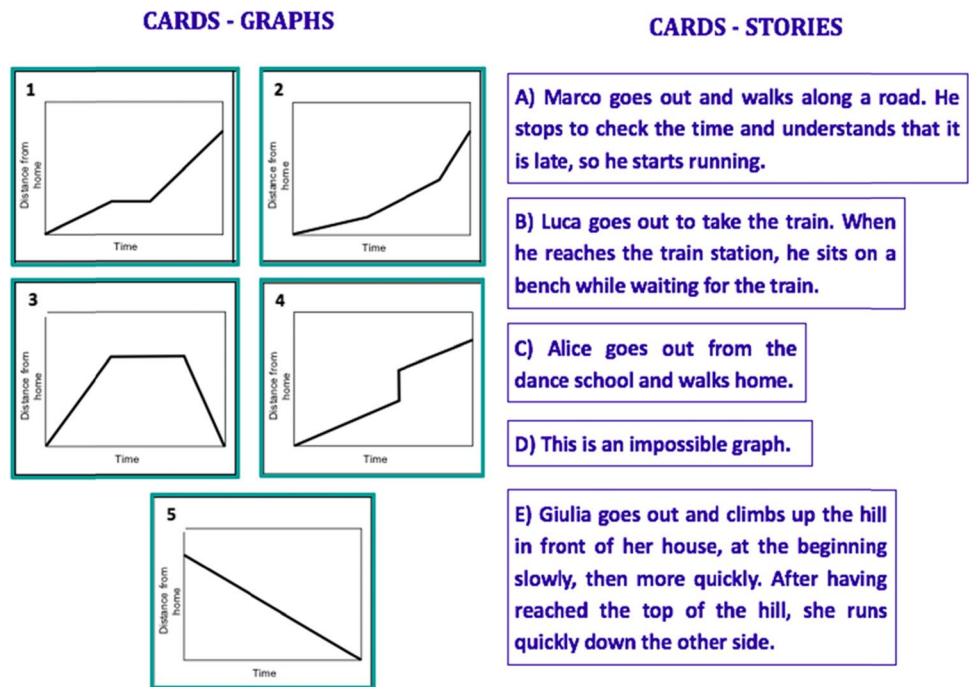 CARDS - GRAPHS
1
Distance from
home
Time
2
Distance from
home
Time
3
Distance from
home
Time
4
Distance from
home
Time
5
Distance from
home
Time
CARDS - STORIES
A) Marco goes out and walks along a road. He
stops to check the time and understands that it
is late, so he starts running.
B) Luca goes out to take the train. When
he reaches the train station, he sits on a
bench while waiting for the train.
C) Alice goes out from the
dance school and walks home.
D) This is an impossible graph.
E) Giulia goes out and climbs up the hill
in front of her house, at the beginning
slowly, then more quickly. After having
reached the top of the hill, she runs
quickly down the other side.